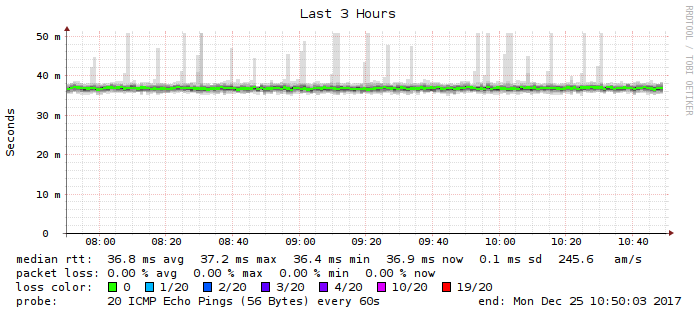 Last 3 Hours
RRDTOOL / TOBI OETIKER
Seconds
50 m
40 m
30 m
20 m
10 m
0
08:00 08:20 08:40 09:00 09:20 09:40 10:00 10:20 10:40
median rtt: 36.8 ms avg 37.2 ms max 36.4 ms min 36.9 ms now 0.1 ms sd 245.6 am/s
packet loss: 0.00 % avg 0.00 % max 0.00 % min 0.00 % now
loss color: 0 1/20 2/20 3/20 4/20 10/20 19/20
probe: 20 ICMP Echo Pings (56 Bytes) every 60s end: Mon Dec 25 10:50:03 2017